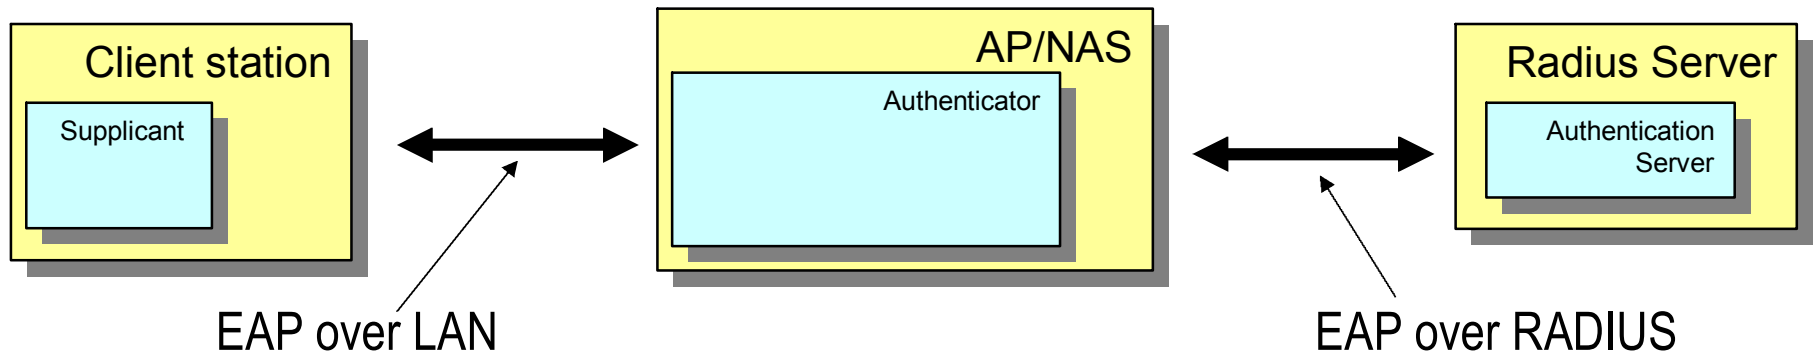 Client station
Supplicant
AP/NAS
Authenticator
Radius Server
Authentication
Server
EAP over LAN
EAP over RADIUS